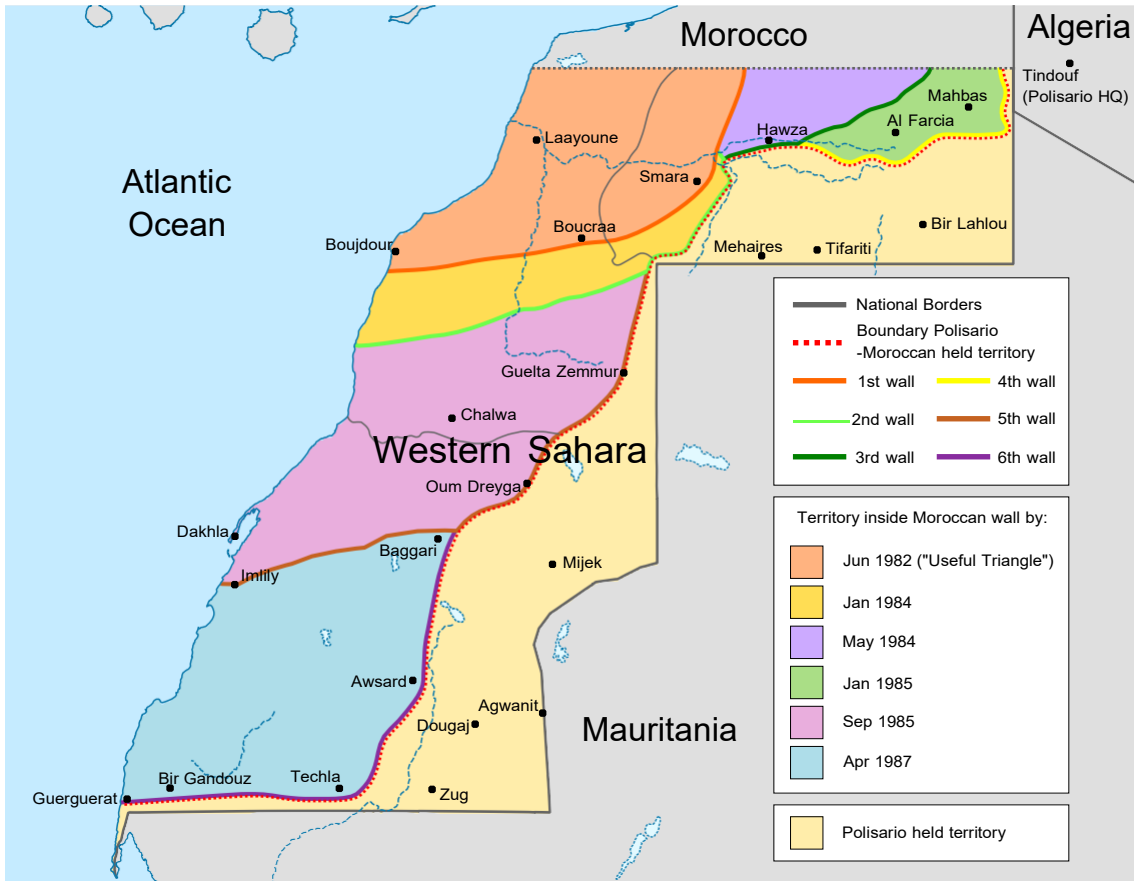 Morocco
Algeria
Tindouf
(Polisario HQ)
Mahbas
Al Farcia
Hawza
Laayoune
Smara
Atlantic
Ocean
Boucraa
Boujdour
Bir Lahlou
Mehaires
Tifariti
Guelta Zemmur
Chalwa
Western Sahara
Oum Dreyga
Dakhla
Baggari
Imlily
Mijek
Awsard
Agwanit
Dougaj
Mauritania
Bir Gandouz
Techla
Zug
Guerguerat
National Borders
Boundary Polisario
-Moroccan held territory
1st wall
4th wall
2nd wall
5th wall
3rd wall
6th wall
Territory inside Moroccan wall by:
Jun 1982 ("Useful Triangle")
Jan 1984
May 1984
Jan 1985
Sep 1985
Apr 1987
Polisario held territory